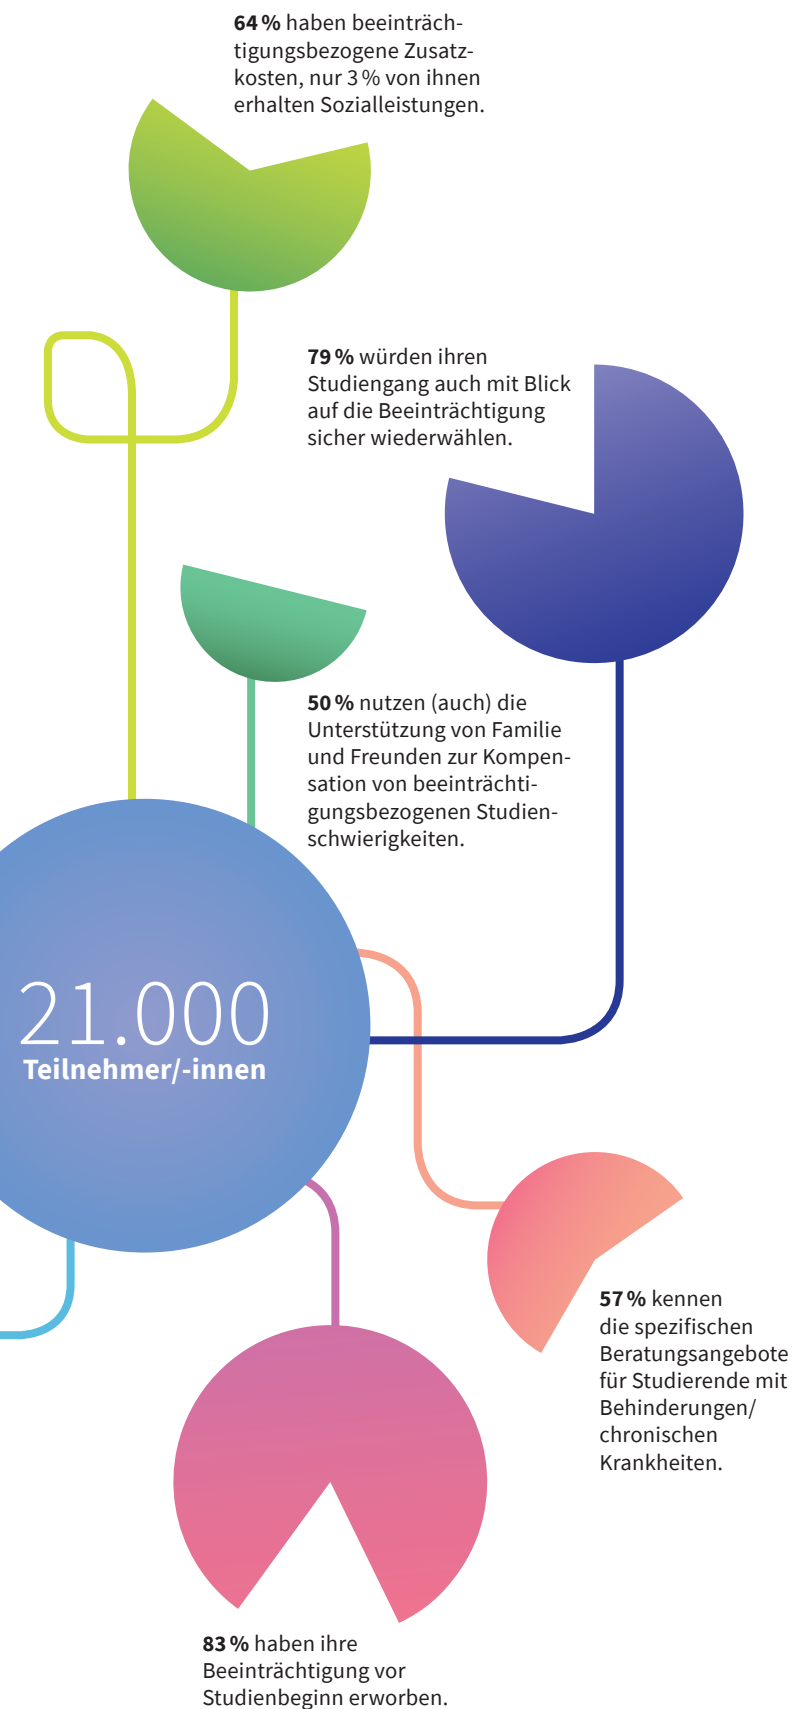 64 % haben beeinträch-
tigungsbezogene Zusatz-
kosten, nur 3 % von ihnen
erhalten Sozialleistungen.
79 % würden ihren
Studiengang auch mit Blick
auf die Beeinträchtigung
sicher wiederwählen.
50 % nutzen (auch) die
Unterstützung von Familie
und Freunden zur Kompen-
sation von beeinträchti-
gungsbezogenen Studien-
schwierigkeiten.
21.000
Teilnehmer/-innen
57 % kennen
die spezifischen
Beratungsangebote
für Studierende mit
Behinderungen/
chronischen
Krankheiten.
83 % haben ihre
Beeinträchtigung vor
Studienbeginn erworben.